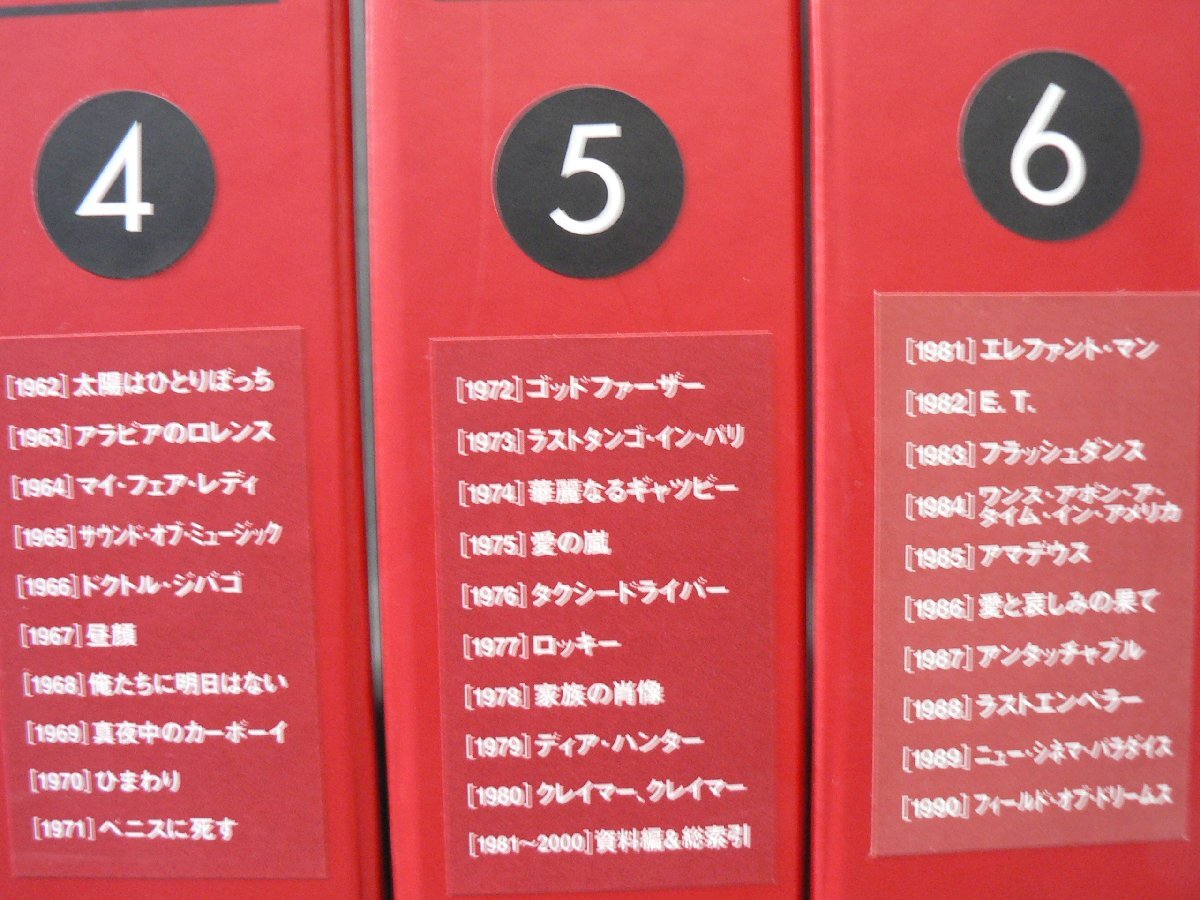 4
[1962]太陽はひとりぼっち
[1963]アラビアのロレンス
[1964]マイ・フェア・レディ
[1965]サウンド・オブ・ミュージック
[1966]ドクトル・ジバゴ
[1967]昼顔
[1968]俺たちに明日はない
[1969]真夜中のカーボーイ
[1970]ひまわり
[1971]ベニスに死す
5
[1972]ゴッドファーザー
[1973]ラストタンゴ・イン・パリ
[1974]華麗なるギャツビー
[1975]愛の嵐
[1976]タクシードライバー
[1977]ロッキー
[1978]家族の肖像
[1979]ディア・ハンター
[1980]クレイマー、クレイマー
[1981～2000]資料編&総索引
6
[1981]エレファント・マン
[1982]E.T.
[1983]フラッシュダンス
[1984]ワンス・アポン・ア・
タイム・イン・アメリカ
[1985]アマデウス
[1986]愛と哀しみの果て
[1987]アンタッチャブル
[1988]ラストエンペラー
[1989]ニュー・シネマ・パラダイス
[1990]フィールド・オブ・ドリームス